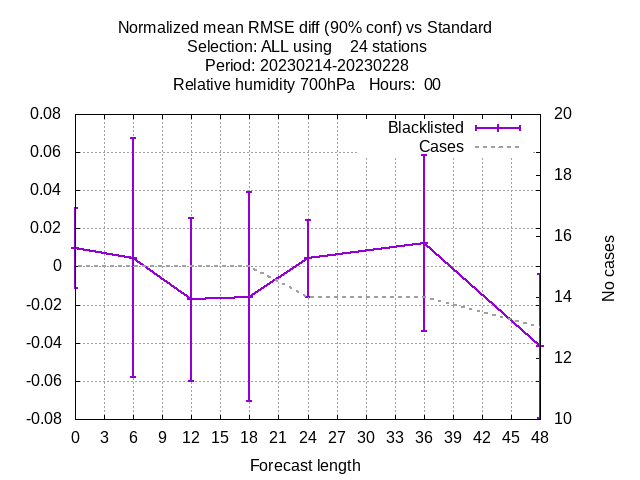 Normalized mean RMSE diff (90% conf) vs Standard
Selection: ALL using    24 stations
Period: 20230214-20230228
Relative humidity 700hPa   Hours:  00
Blacklisted
Cases
0.08
0.06
0.04
0.02
0
-0.02
-0.04
-0.06
-0.08
20
18
16
14
12
10
No cases
0 3 6 9 12 15 18 21 24 27 30 33 36 39 42 45 48
Forecast length